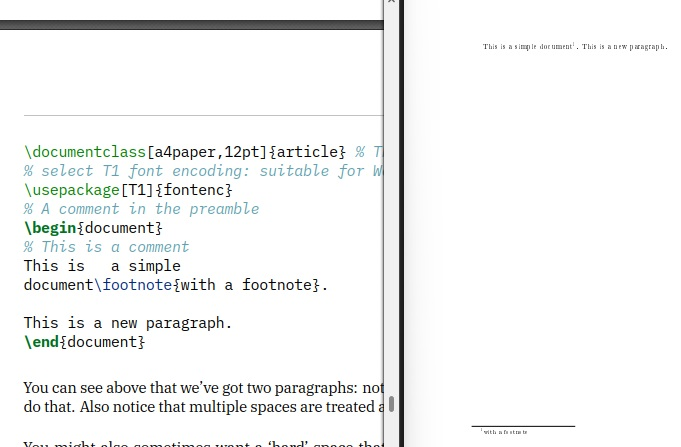 \documentclass[a4paper,12pt]{article} % T
% select T1 font encoding: suitable for W
\usepackage[T1]{fontenc}
% A comment in the preamble
\begin{document}
% This is a comment
This is   a simple
document\footnote{with a footnote}.
This is a new paragraph.
\end{document}
You can see above that we’ve got two paragraphs: not
do that. Also notice that multiple spaces are treated a
You might also sometimes want a ‘hard’ space that
This is a simple document¹. This is a new paragraph.
¹with a footnote